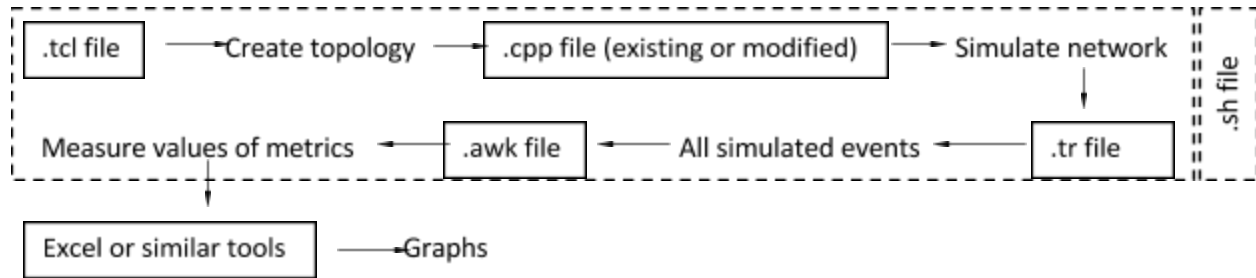 .tcl file Create topology .cpp file (existing or modified) Simulate network
.sh file
Measure values of metrics .awk file All simulated events .tr file
Excel or similar tools Graphs